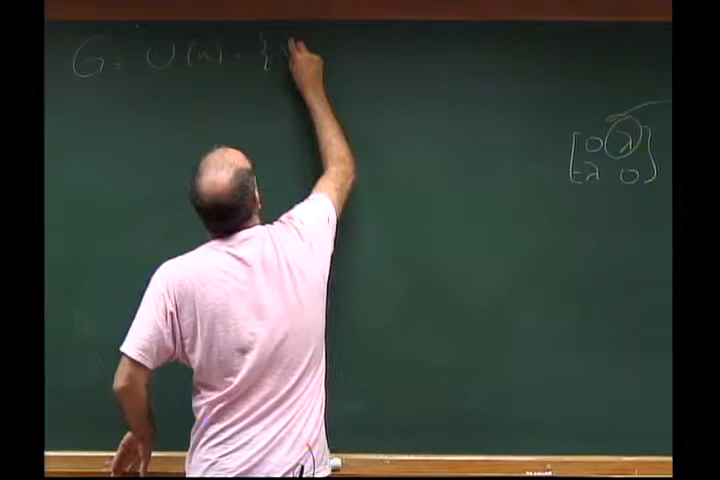 G = U(n) = {
[0 λ
-λ 0]